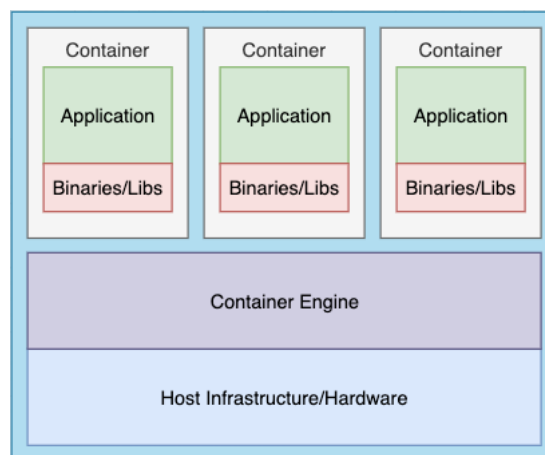 Container Container Container
Application Application Application
Binaries/Libs Binaries/Libs Binaries/Libs
Container Engine
Host Infrastructure/Hardware